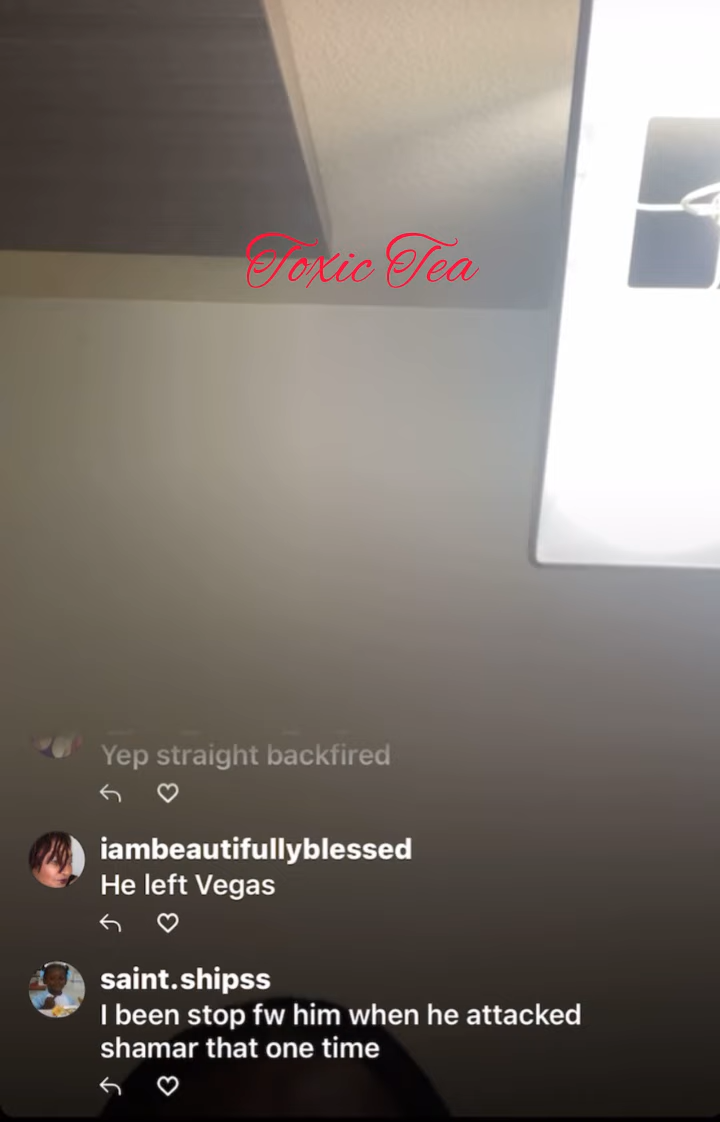 Toxic Tea
Yep straight backfired
iambeautifullyblessed
He left Vegas
saint.shipss
I been stop fw him when he attacked
shamar that one time